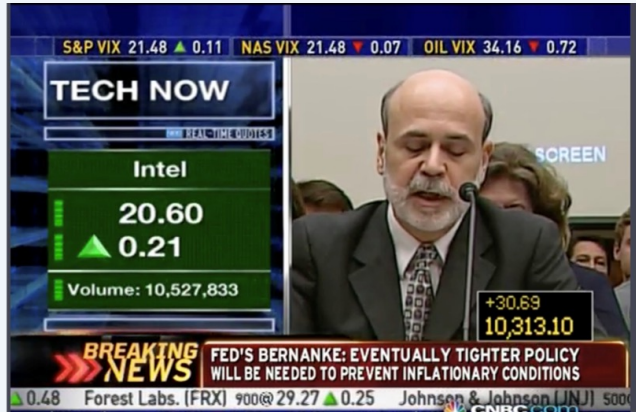 S&P VIX 21.48 ▲ 0.11 NAS VIX 21.48 ▼ 0.07 OIL VIX 34.16 ▼ 0.72
TECH NOW
REAL-TIME QUOTES
SCREEN
Intel
20.60
▲ 0.21
Volume: 10,527,833
+30.69
10,313.10
BREAKING NEWS
FED'S BERNANKE: EVENTUALLY TIGHTER POLICY
WILL BE NEEDED TO PREVENT INFLATIONARY CONDITIONS
0.48 Forest Labs. (FRX) 900@29.27▲0.25 Johnson & Johnson (JNJ) 500
CNBC